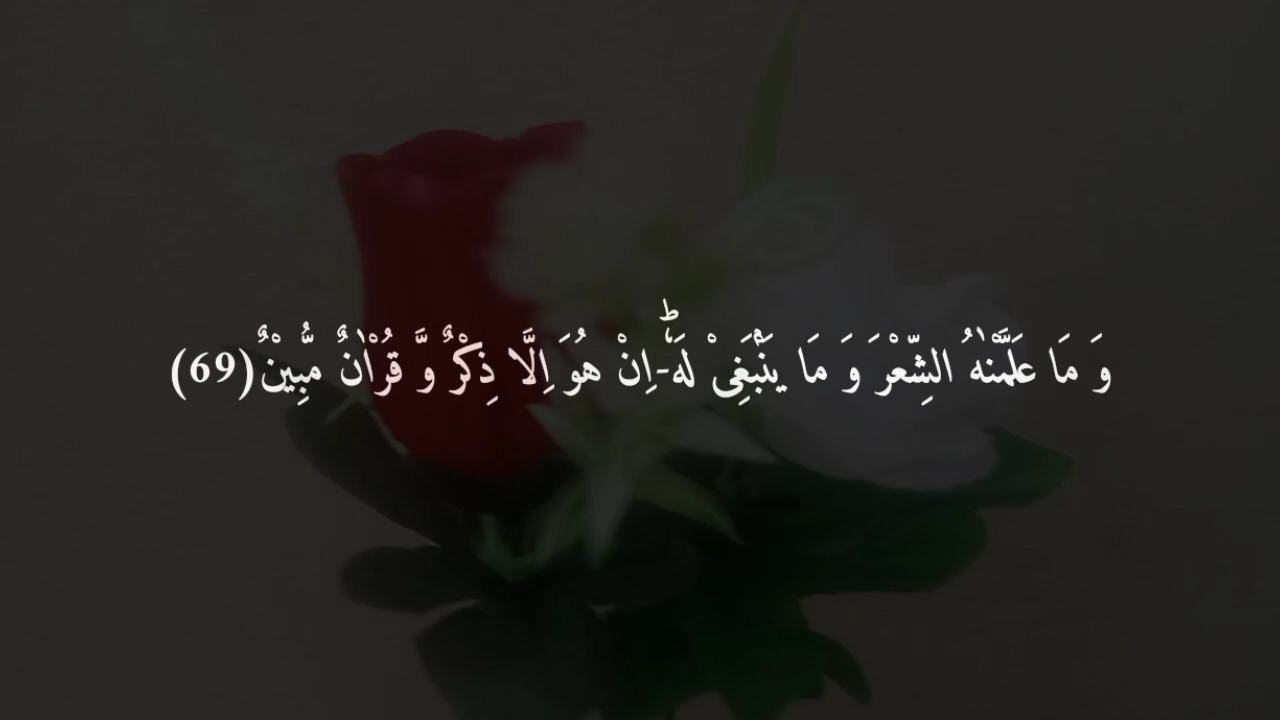 وَ مَا عَلَّمْنٰهُ الشِّعْرَ وَ مَا یَنْۢبَغِیْ لَهٗؕ-اِنْ هُوَ اِلَّا ذِكْرٌ وَّ قُرْاٰنٌ مُّبِیْنٌ(69)